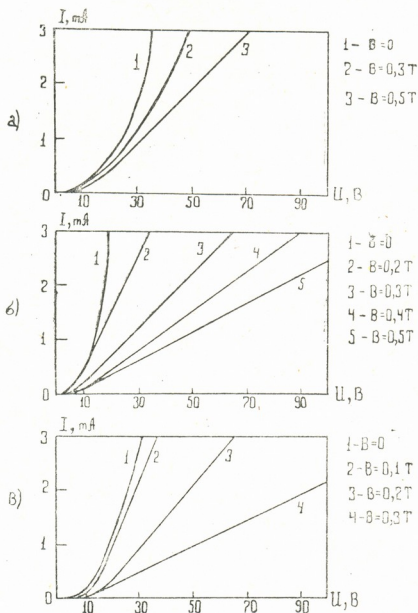 I, mA
3
2
1
0
а)
1
2
3
10
30
50
70
90
U, В
1 - B=0
2 - B=0,3 T
3 - B=0,5 T
I, mA
3
2
1
0
б)
1
2
3
4
5
10
30
50
70
90
U, В
1 - B=0
2 - B=0,2 T
3 - B=0,3 T
4 - B=0,4 T
5 - B=0,5 T
I, mA
3
2
1
0
в)
1
2
3
4
10
30
50
70
90
U, В
1 - B=0
2 - B=0,1 T
3 - B=0,2 T
4 - B=0,3 T